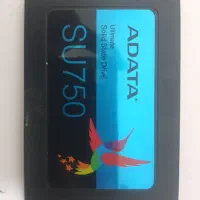 ADATA
Ultimate
Solid State Drive
SU750